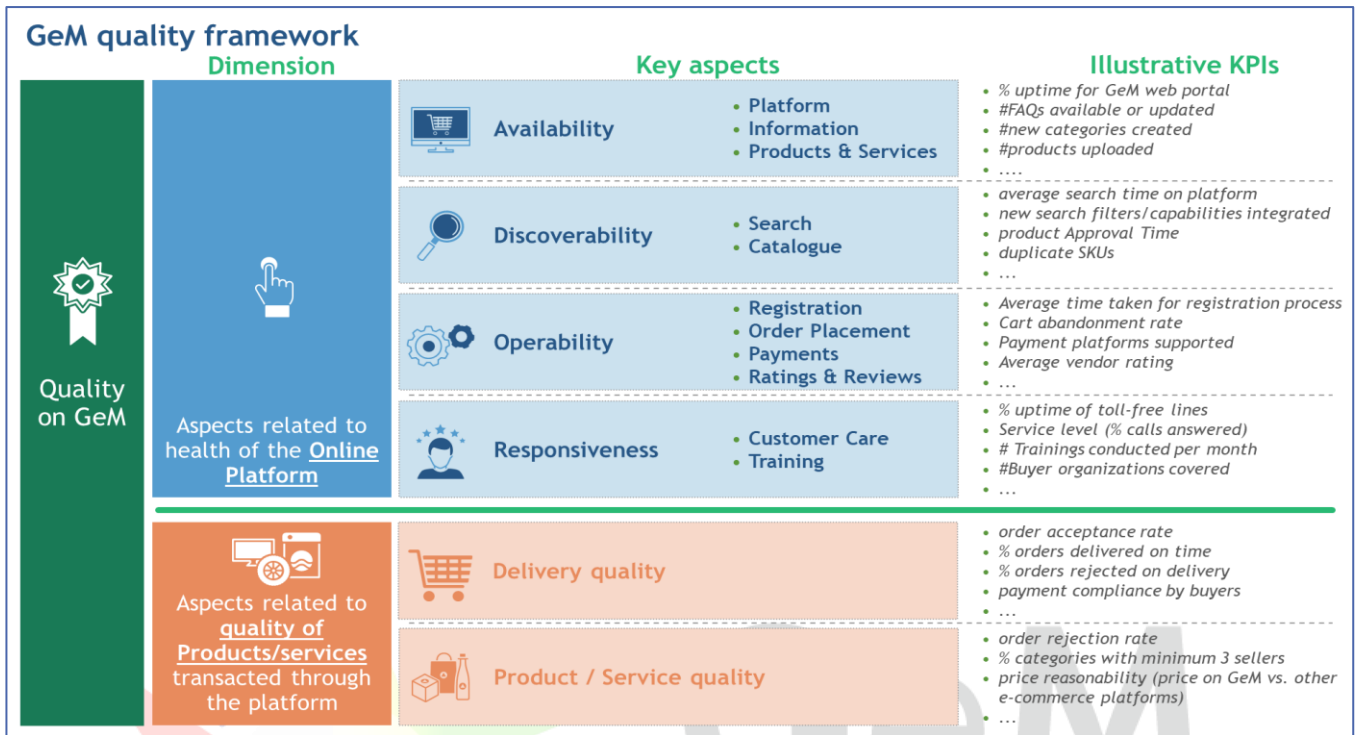 GeM quality framework
Dimension
Key aspects
Illustrative KPIs
Quality
on GeM
Aspects related to
health of the Online
Platform
Availability
• Platform
• Information
• Products & Services
• % uptime for GeM web portal
• #FAQs available or updated
• #new categories created
• #products uploaded
• ....
Discoverability
• Search
• Catalogue
• average search time on platform
• new search filters/capabilities integrated
• product Approval Time
• duplicate SKUs
• ...
Operability
• Registration
• Order Placement
• Payments
• Ratings & Reviews
• Average time taken for registration process
• Cart abandonment rate
• Payment platforms supported
• Average vendor rating
• ...
Responsiveness
• Customer Care
• Training
• % uptime of toll-free lines
• Service level (% calls answered)
• # Trainings conducted per month
• #Buyer organizations covered
• ...
Aspects related to
quality of
Products/services
transacted through
the platform
Delivery quality
• order acceptance rate
• % orders delivered on time
• % orders rejected on delivery
• payment compliance by buyers
• ...
Product / Service quality
• order rejection rate
• % categories with minimum 3 sellers
• price reasonability (price on GeM vs. other
e-commerce platforms)
• ...
GeM